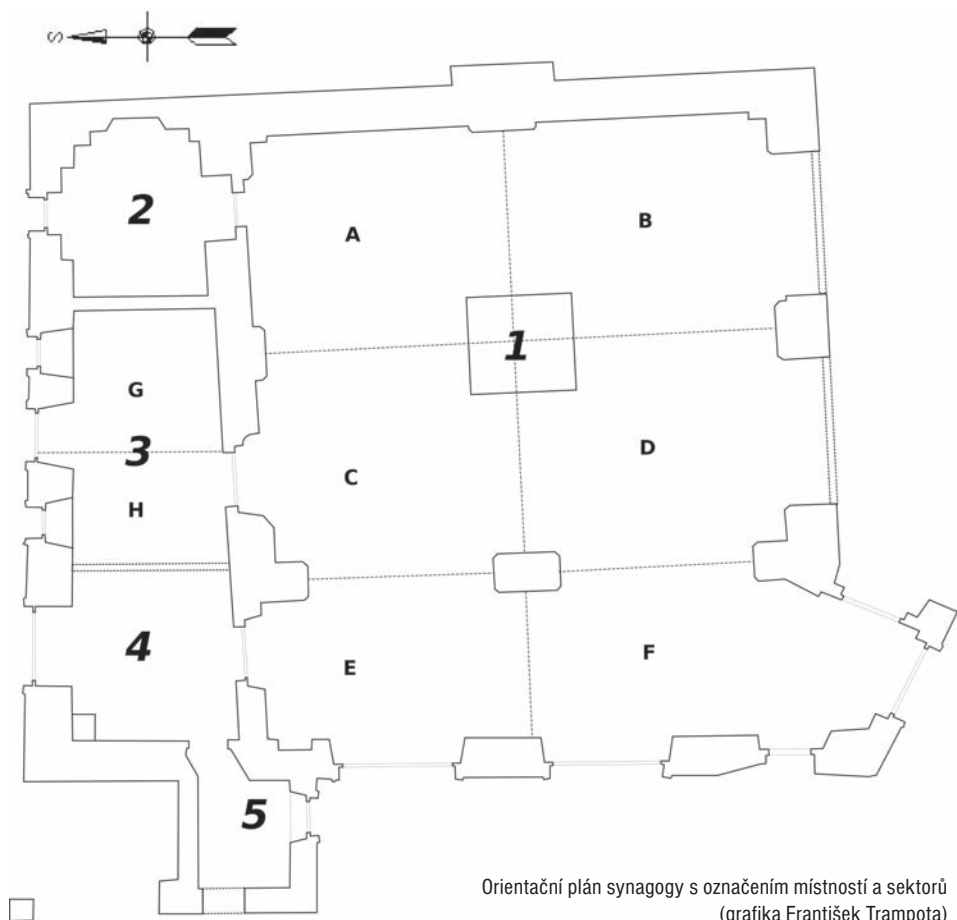 S
2
A
B
1
G
3
C
D
H
4
E
F
5
Orientační plán synagogy s označením místností a sektorů
(grafika František Trampota)